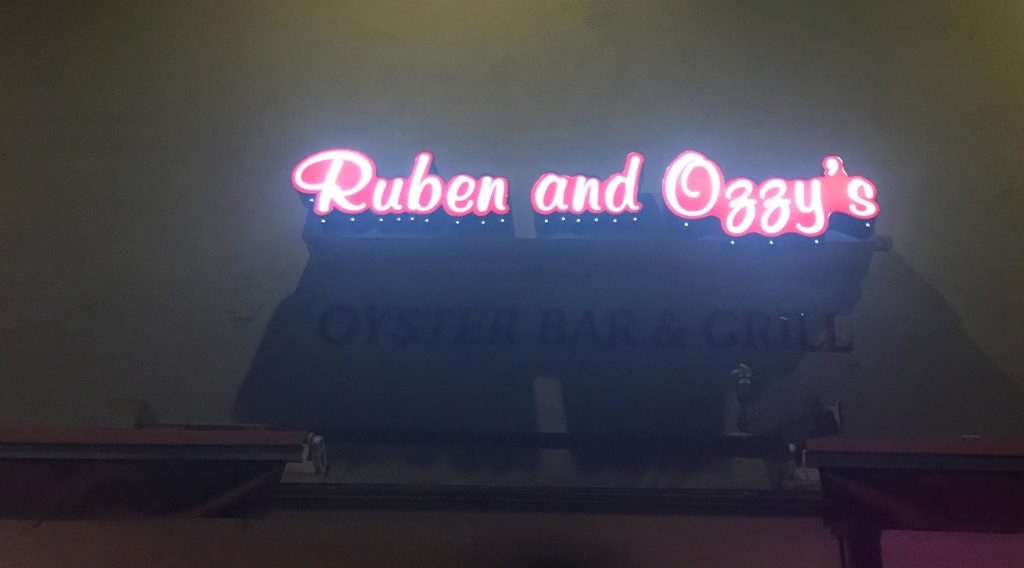 Ruben and Ozzy's
OYSTER BAR & GRILL